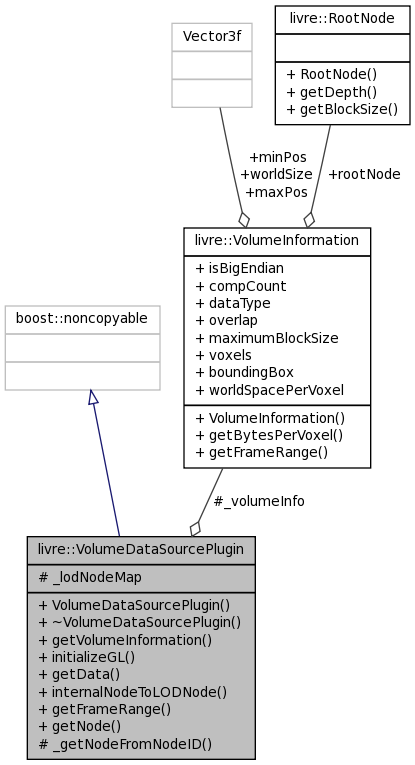 livre::RootNode
+ RootNode()
+ getDepth()
+ getBlockSize()
Vector3f
+minPos
+worldSize
+maxPos
+rootNode
livre::VolumeInformation
+ isBigEndian
+ compCount
+ dataType
+ overlap
+ maximumBlockSize
+ voxels
+ boundingBox
+ worldSpacePerVoxel
+ VolumeInformation()
+ getBytesPerVoxel()
+ getFrameRange()
boost::noncopyable
#_volumeInfo
livre::VolumeDataSourcePlugin
# _lodNodeMap
+ VolumeDataSourcePlugin()
+ ~VolumeDataSourcePlugin()
+ getVolumeInformation()
+ initializeGL()
+ getData()
+ internalNodeToLODNode()
+ getFrameRange()
+ getNode()
# _getNodeFromNodeID()